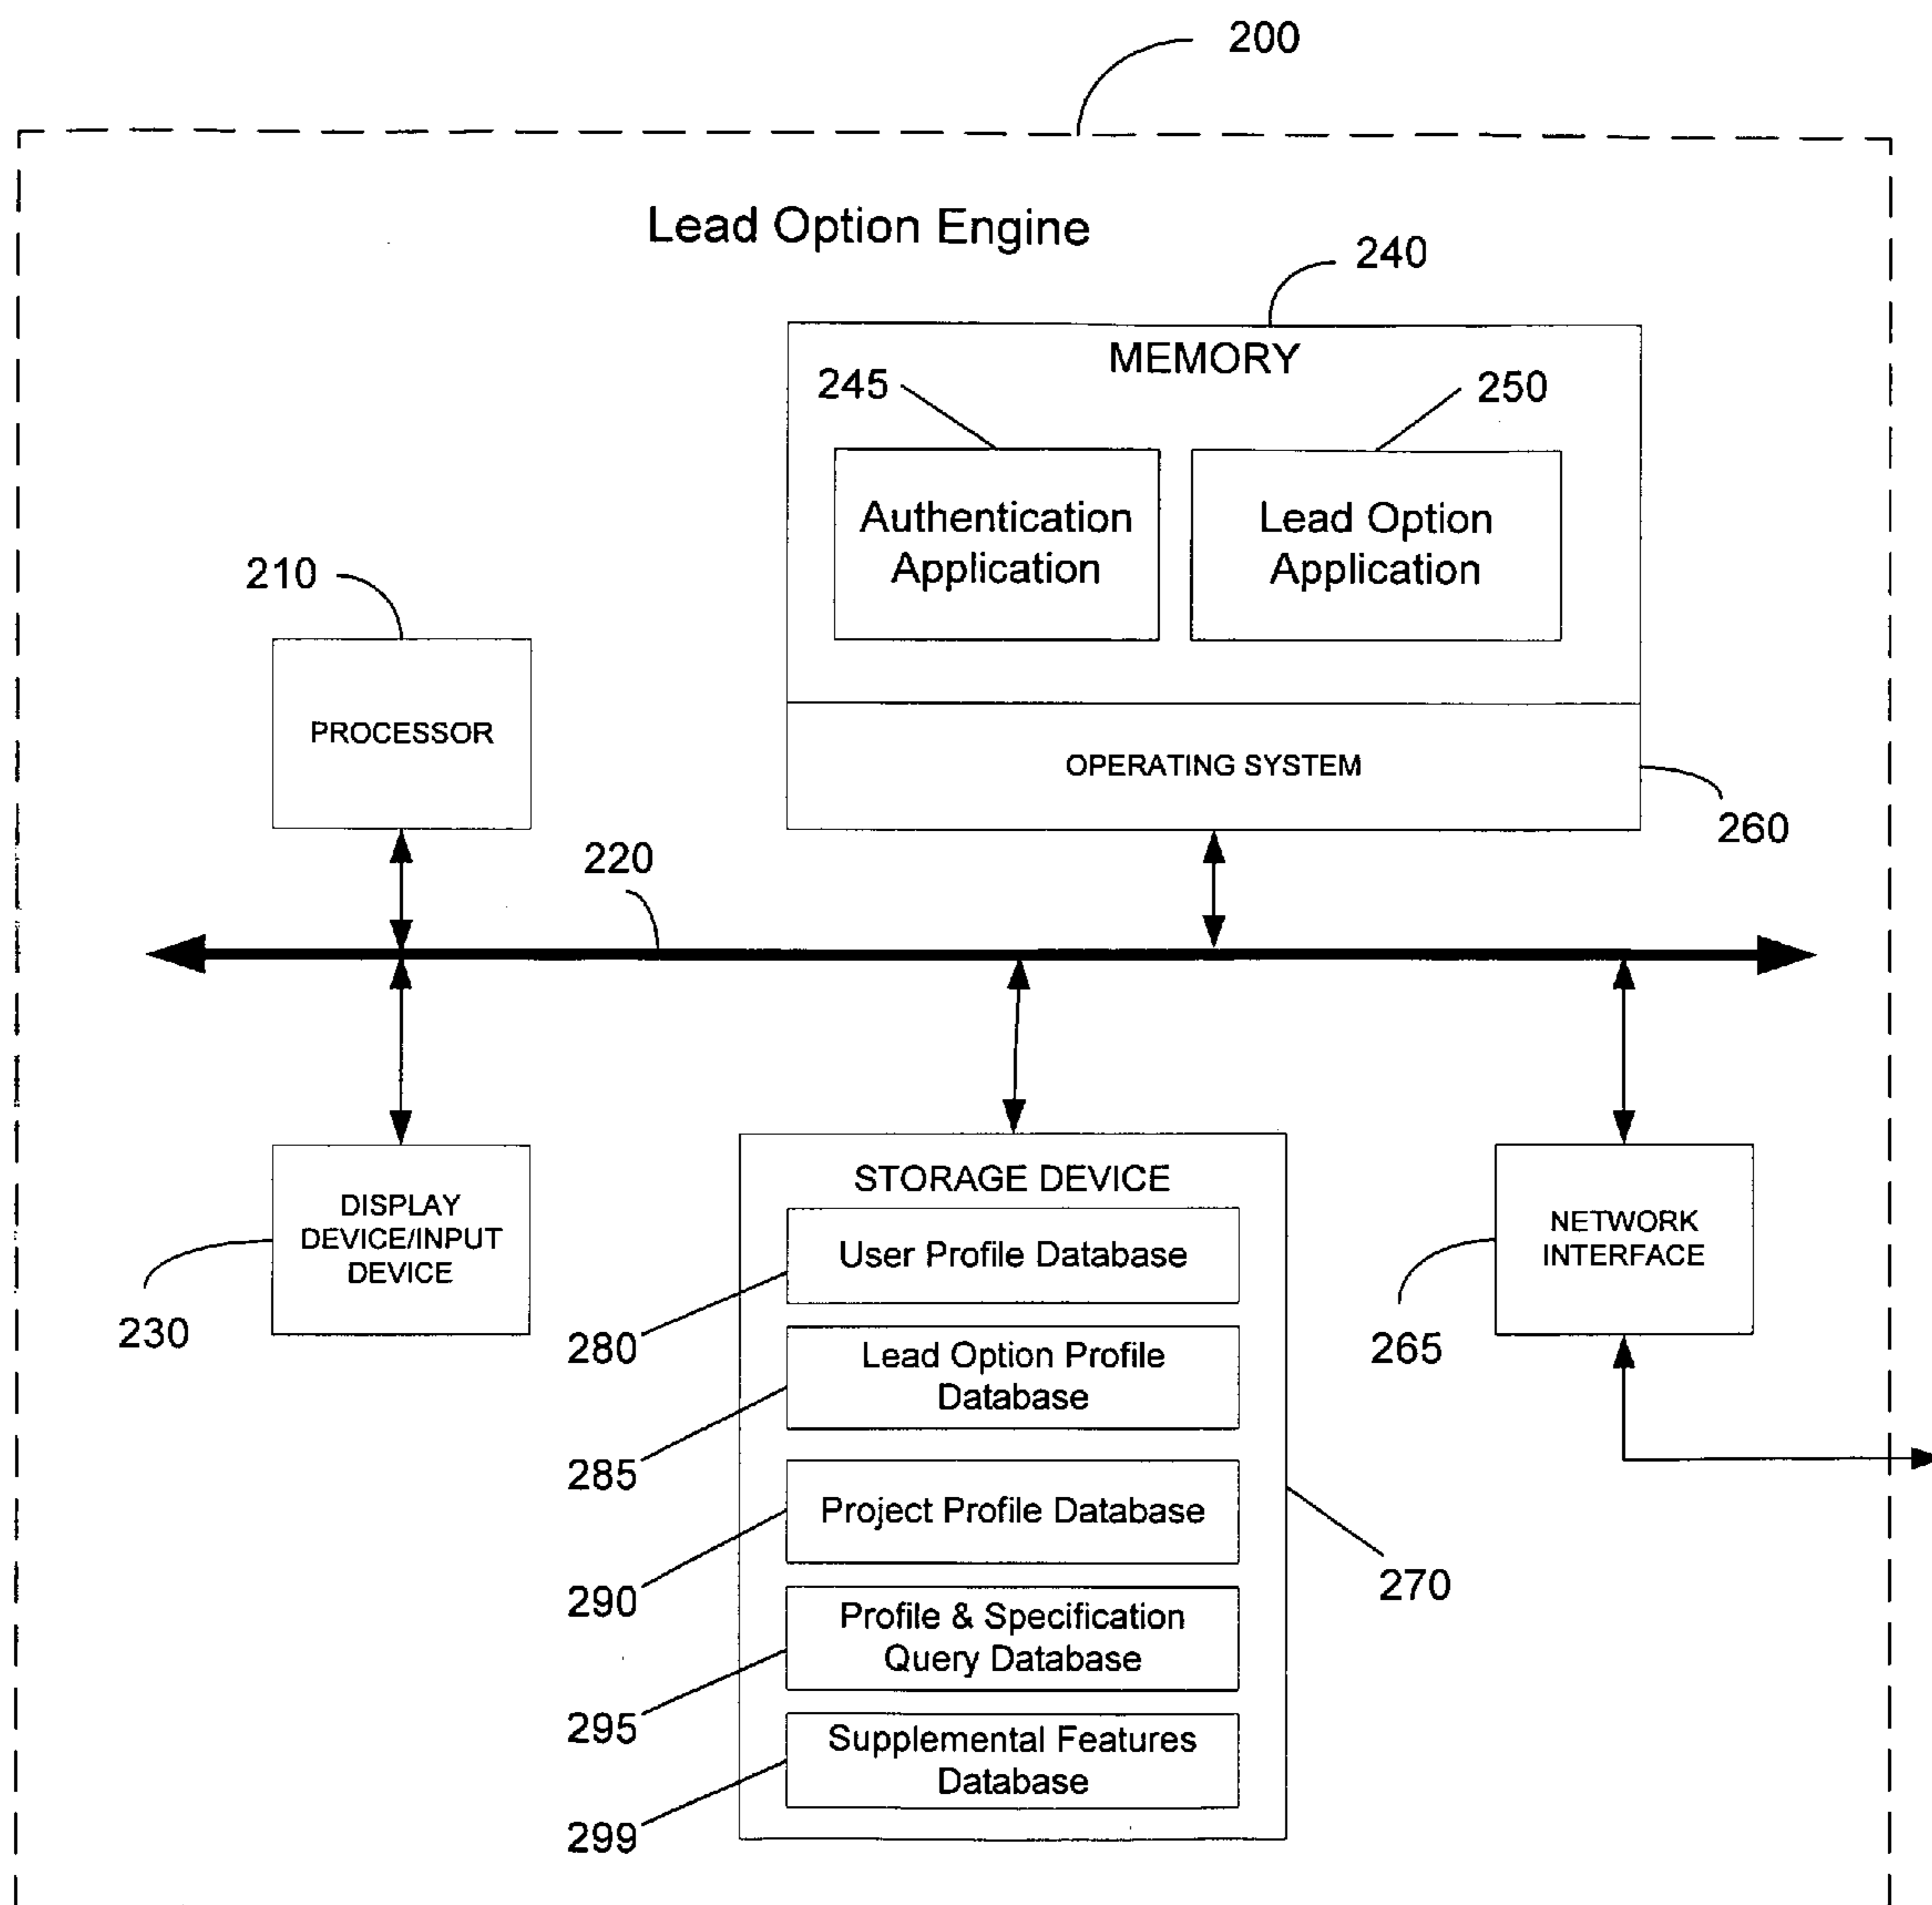 200
Lead Option Engine
240
MEMORY
245
250
Authentication
Application
Lead Option
Application
210
PROCESSOR
OPERATING SYSTEM
260
220
DISPLAY
DEVICE/INPUT
DEVICE
230
STORAGE DEVICE
User Profile Database
280
Lead Option Profile
Database
285
Project Profile Database
290
270
Profile & Specification
Query Database
295
Supplemental Features
Database
299
NETWORK
INTERFACE
265